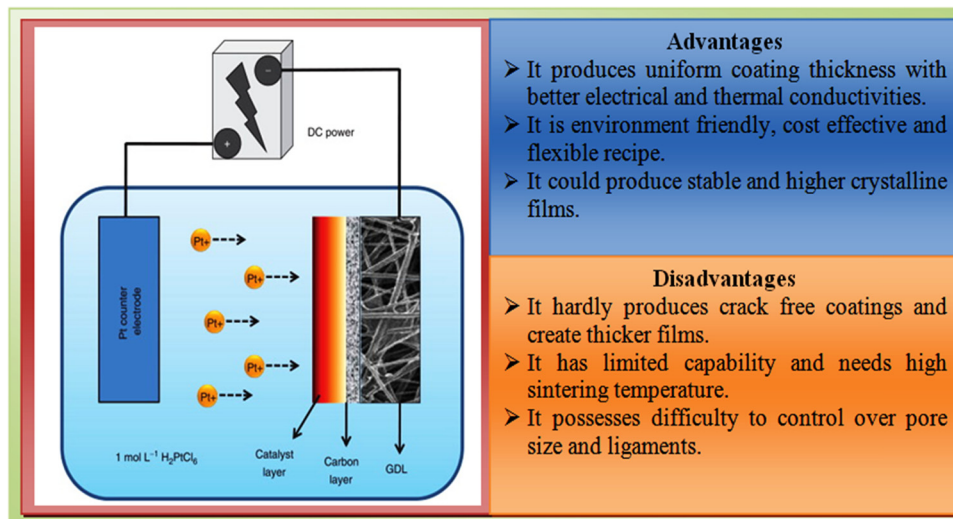 DC power
−
+
Pt counter
electrode
Pt+
Pt+
Pt+
Pt+
Pt+
1 mol L⁻¹ H₂PtCl₆
Catalyst
layer
Carbon
layer
GDL
Advantages
➢ It produces uniform coating thickness with
better electrical and thermal conductivities.
➢ It is environment friendly, cost effective and
flexible recipe.
➢ It could produce stable and higher crystalline
films.
Disadvantages
➢ It hardly produces crack free coatings and
create thicker films.
➢ It has limited capability and needs high
sintering temperature.
➢ It possesses difficulty to control over pore
size and ligaments.